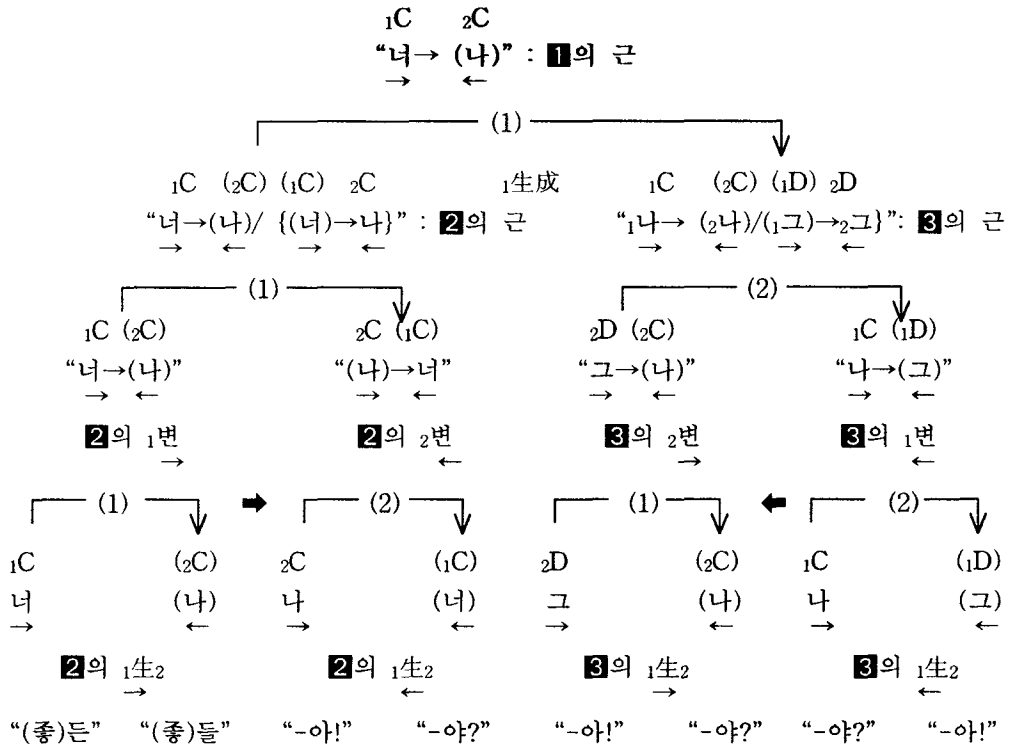 ₁C ₂C
“너→ (나)” : 1의 근
→ ←
(1)
₁C (₂C) (₁C) ₂C ₁生成 ₁C (₂C) (₁D) ₂D
“너→(나)/ {(너)→나}” : 2의 근 “₁나→ (₂나)/(₁그)→₂그}”: 3의 근
→ ← → ← → ← → ←
(1) (2)
₁C (₂C) ₂C (₁C) ₂D (₂C) ₁C (₁D)
“너→(나)” “(나)→너” “그→(나)” “나→(그)”
→ ← → ← → ← → ←
2의 ₁변 2의 ₂변 3의 ₂변 3의 ₁변
→ ← → ←
(1) ➡ (2) (1) ⬅ (2)
₁C (₂C) ₂C (₁C) ₂D (₂C) ₁C (₁D)
너 (나) 나 (너) 그 (나) 나 (그)
→ ← → ← → ← → ←
2의 ₁生₂ 2의 ₁生₂ 3의 ₁生₂ 3의 ₁生₂
→ ← → ←
“(좋)든” “(좋)들” “-아!” “-야?” “-아!” “-야?” “-야?” “-아!”